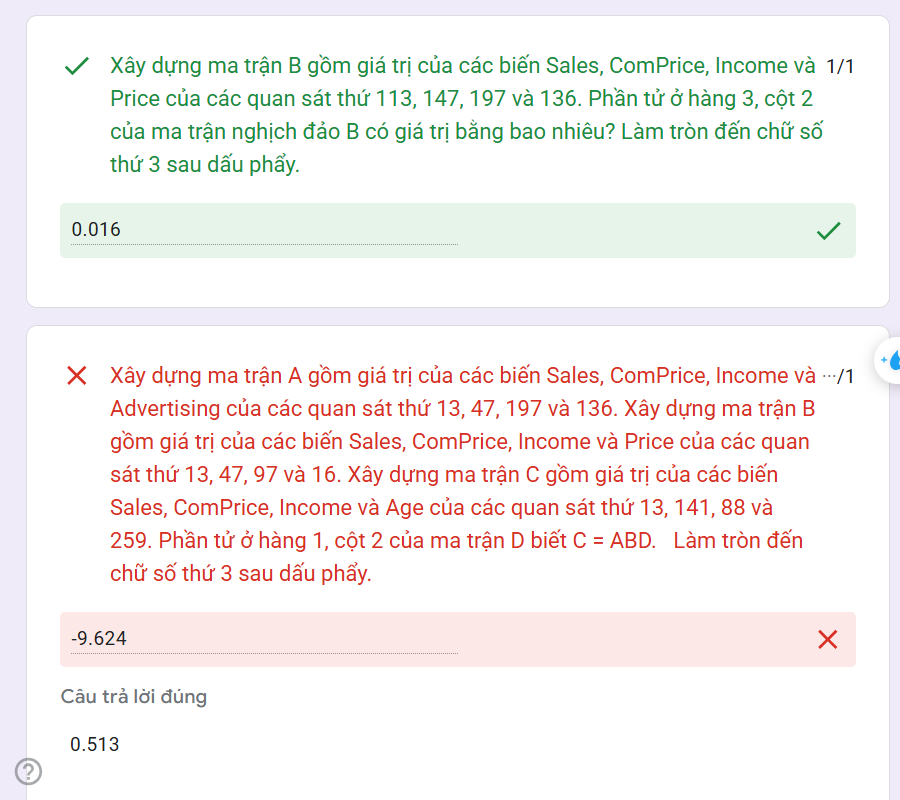 Xây dựng ma trận B gồm giá trị của các biến Sales, ComPrice, Income và 1/1
Price của các quan sát thứ 113, 147, 197 và 136. Phần tử ở hàng 3, cột 2
của ma trận nghịch đảo B có giá trị bằng bao nhiêu? Làm tròn đến chữ số
thứ 3 sau dấu phẩy.
0.016
Xây dựng ma trận A gồm giá trị của các biến Sales, ComPrice, Income và ···/1
Advertising của các quan sát thứ 13, 47, 197 và 136. Xây dựng ma trận B
gồm giá trị của các biến Sales, ComPrice, Income và Price của các quan
sát thứ 13, 47, 97 và 16. Xây dựng ma trận C gồm giá trị của các biến
Sales, ComPrice, Income và Age của các quan sát thứ 13, 141, 88 và
259. Phần tử ở hàng 1, cột 2 của ma trận D biết C = ABD. Làm tròn đến
chữ số thứ 3 sau dấu phẩy.
-9.624
Câu trả lời đúng
0.513